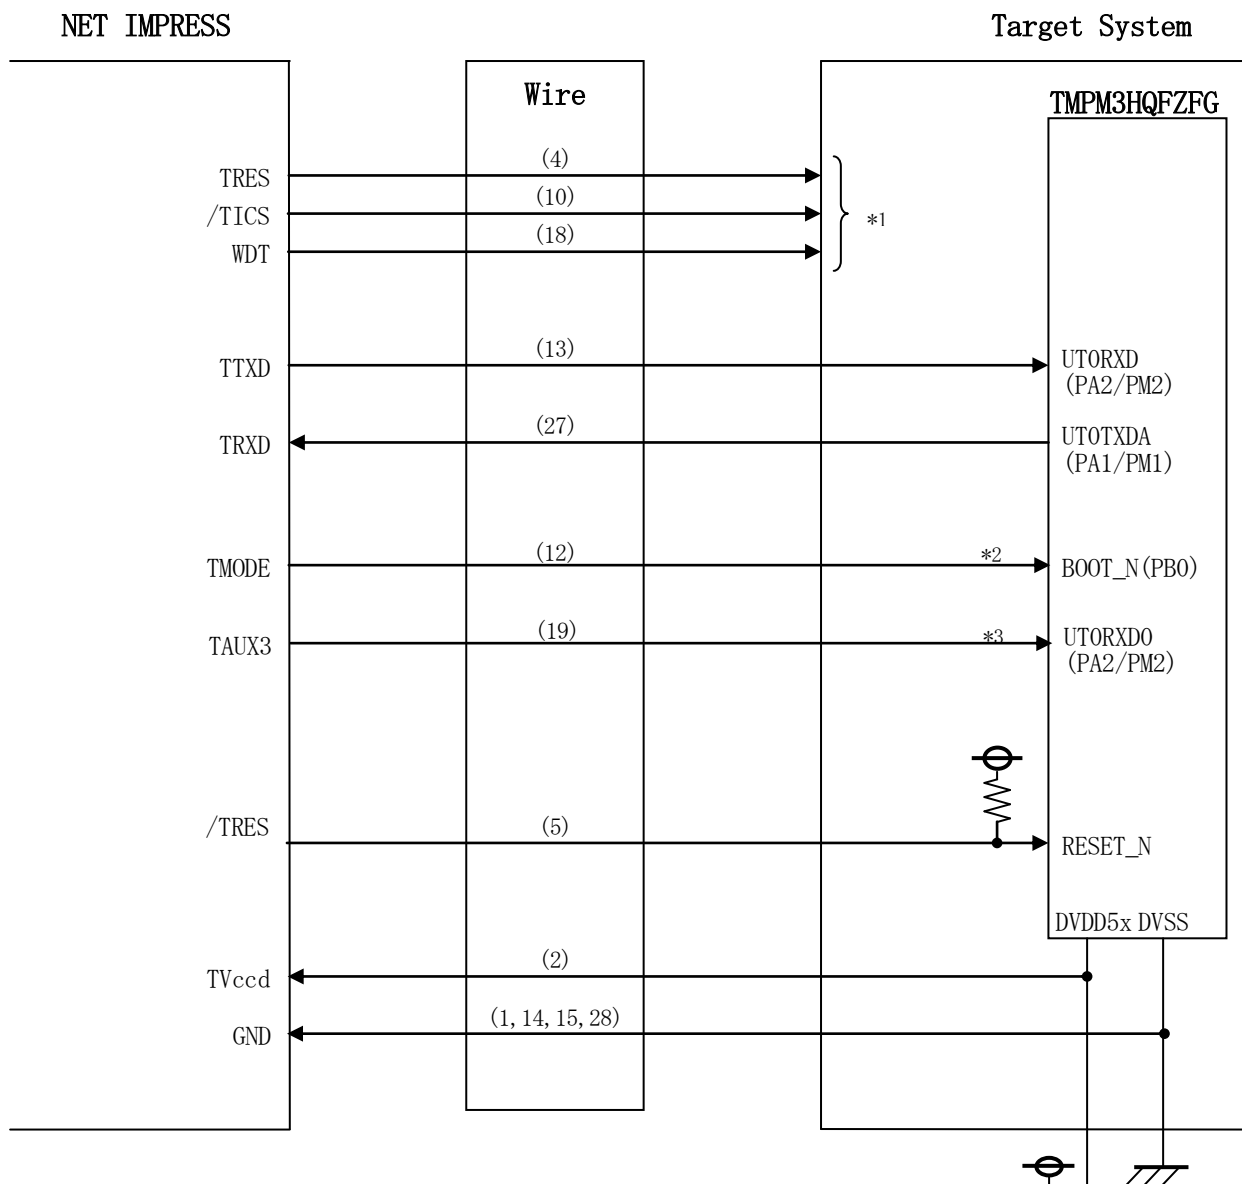 NET IMPRESS
Target System
Wire
TMPM3HQFZFG
TRES
(4)
/TICS
(10)
*1
WDT
(18)
TTXD
(13)
UT0RXD
(PA2/PM2)
TRXD
(27)
UT0TXDA
(PA1/PM1)
TMODE
(12)
*2
BOOT_N(PB0)
TAUX3
(19)
*3
UT0RXD0
(PA2/PM2)
/TRES
(5)
RESET_N
DVDD5x DVSS
TVccd
(2)
GND
(1,14,15,28)